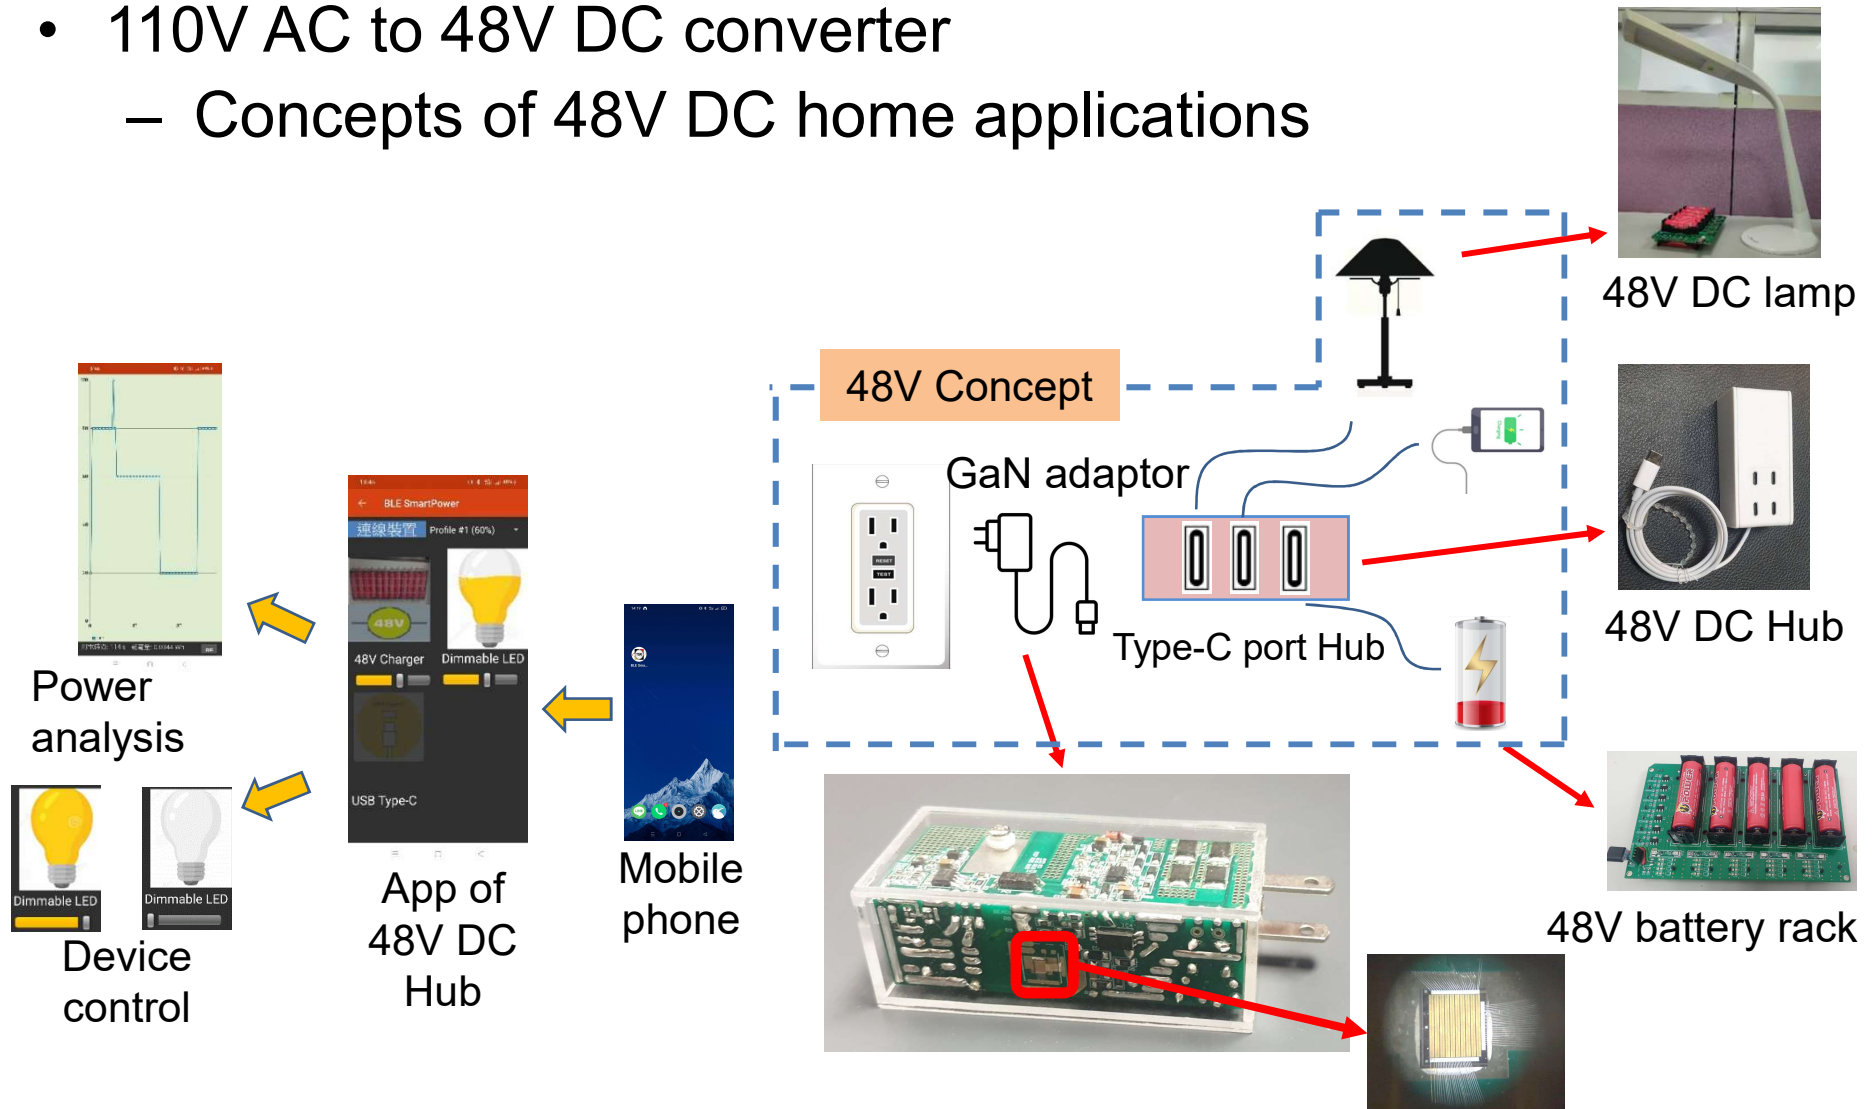 • 110V AC to 48V DC converter
– Concepts of 48V DC home applications
48V DC lamp
48V Concept
GaN adaptor
RESET
TEST
Type-C port Hub
Charging
48V DC Hub
48V battery rack
BLE SmartPower
連線裝置 Profile #1 (60%)
48V
48V Charger
Dimmable LED
USB Type-C
App of
48V DC
Hub
Mobile
phone
Power
analysis
Dimmable LED
Dimmable LED
Device
control